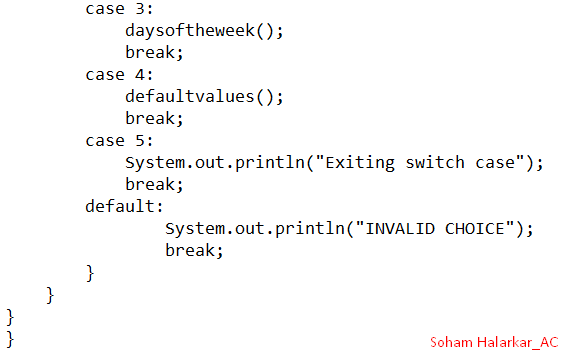 case 3:
daysoftheweek();
break;
case 4:
defaultvalues();
break;
case 5:
System.out.println("Exiting switch case");
break;
default:
System.out.println("INVALID CHOICE");
break;
}
}
}
}
Soham Halarkar_AC